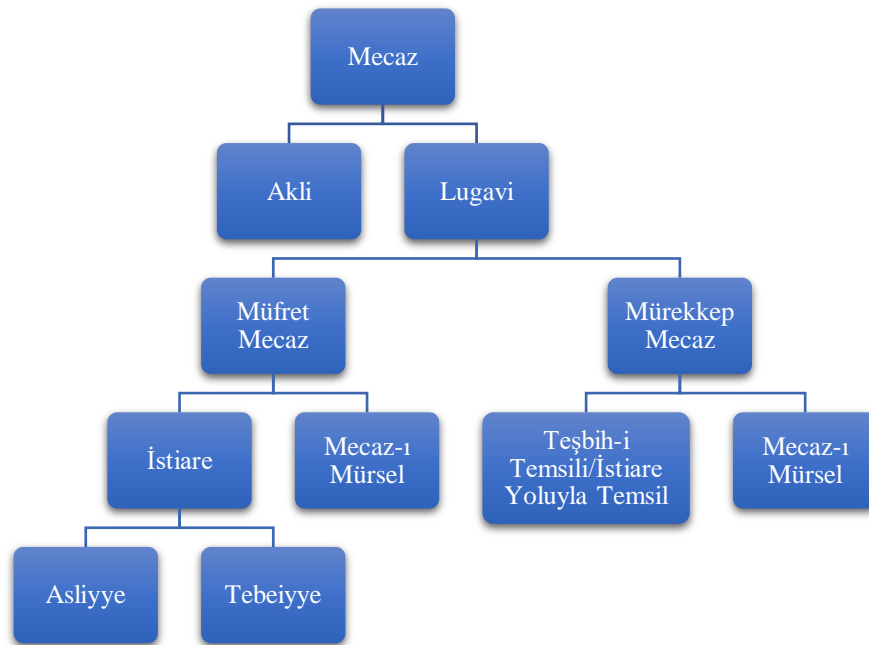 Mecaz
Akli
Lugavi
Müfret
Mecaz
Mürekkep
Mecaz
İstiare
Mecaz-ı
Mürsel
Teşbih-i
Temsili/İstiare
Yoluyla Temsil
Mecaz-ı
Mürsel
Asliyye
Tebeiyye